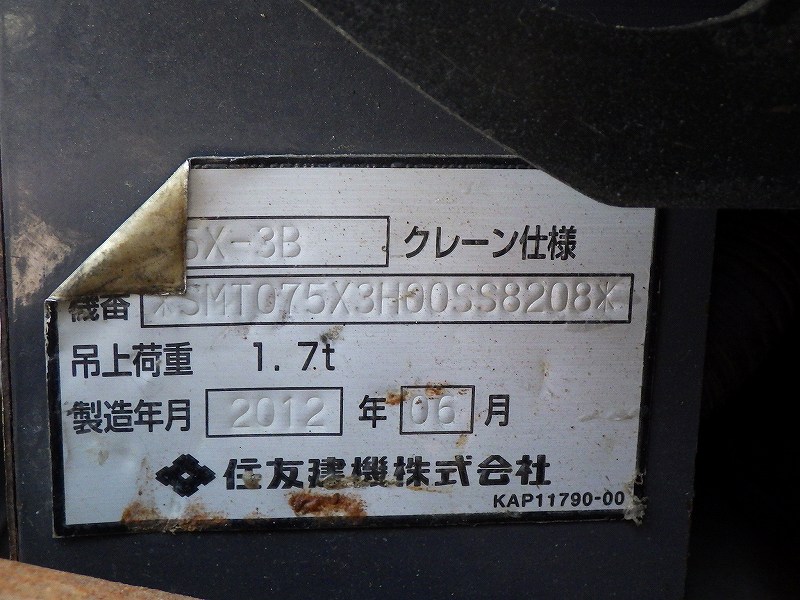 5X-3B クレーン仕様
機番 *SMT075X3H00SS8208*
吊上荷重 1.7t
製造年月 2012 年 06 月
住友建機株式会社
KAP11790-00